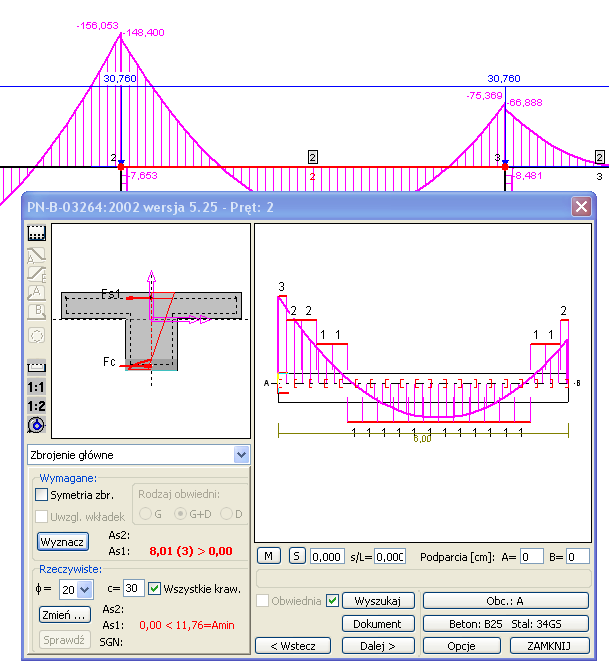 -156,053
-148,400
30,760
30,760
-75,369
-66,888
2
2
3
2
-7,653
2
-8,481
3
PN-B-03264:2002 wersja 5.25 - Pręt: 2
A
E
A
B
1:1
1:2
Fs1
Fc
3
2 2
1 1
2
1 1
A
B
1 1 1 1 1 1 1 1 1 1 1 1
6,00
Zbrojenie główne
Wymagane:
Symetria zbr.
Rodzaj obwiedni:
Uwzgl. wkładek
G G+D D
Wyznacz
As2:
As1: 8,01 (3) > 0,00
Rzeczywiste:
ϕ= 20 c= 30 Wszystkie kraw.
Zmień ...
As2:
As1: 0,00 < 11,76=Amin
Sprawdź
SGN:
M S 0,000 s/L= 0,000 Podparcia [cm]: A= 0 B= 0
Obwiednia Wyszukaj Obc.: A
Dokument Beton: B25 Stal: 34GS
< Wstecz Dalej > Opcje ZAMKNIJ